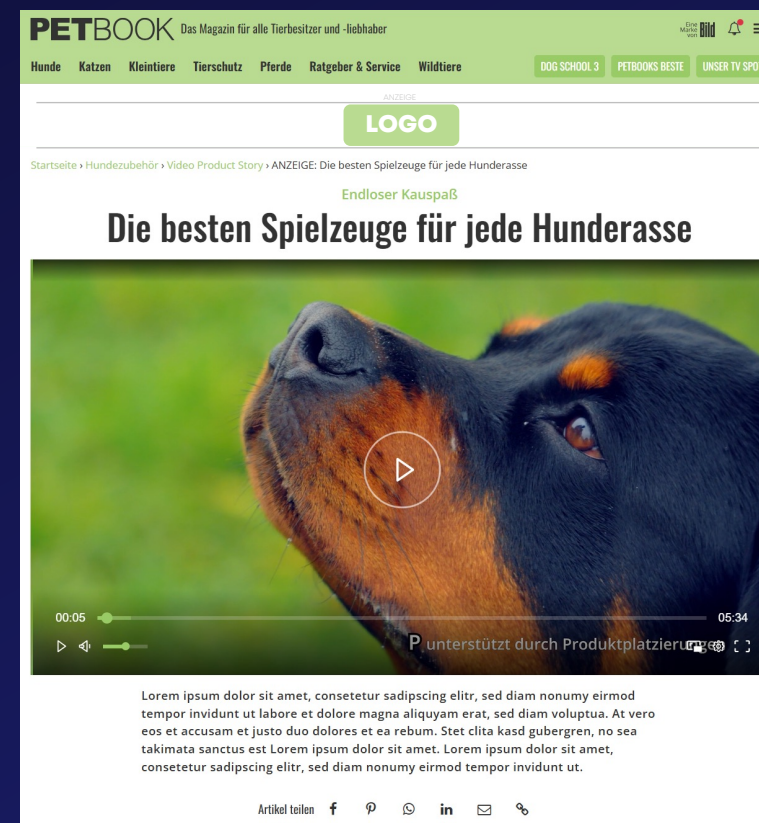 PETBOOK Das Magazin für alle Tierbesitzer und -liebhaber
Eine Marke von Bild
Hunde Katzen Kleintiere Tierschutz Pferde Ratgeber & Service Wildtiere DOG SCHOOL 3 PETBOOKS BESTE UNSER TV SPOT
ANZEIGE
LOGO
Startseite › Hundezubehör › Video Product Story › ANZEIGE: Die besten Spielzeuge für jede Hunderasse
Endloser Kauspaß
Die besten Spielzeuge für jede Hunderasse
00:05 05:34
P unterstützt durch Produktplatzierungen
Lorem ipsum dolor sit amet, consetetur sadipscing elitr, sed diam nonumy eirmod
tempor invidunt ut labore et dolore magna aliquyam erat, sed diam voluptua. At vero
eos et accusam et justo duo dolores et ea rebum. Stet clita kasd gubergren, no sea
takimata sanctus est Lorem ipsum dolor sit amet. Lorem ipsum dolor sit amet,
consetetur sadipscing elitr, sed diam nonumy eirmod tempor invidunt ut.
Artikel teilen